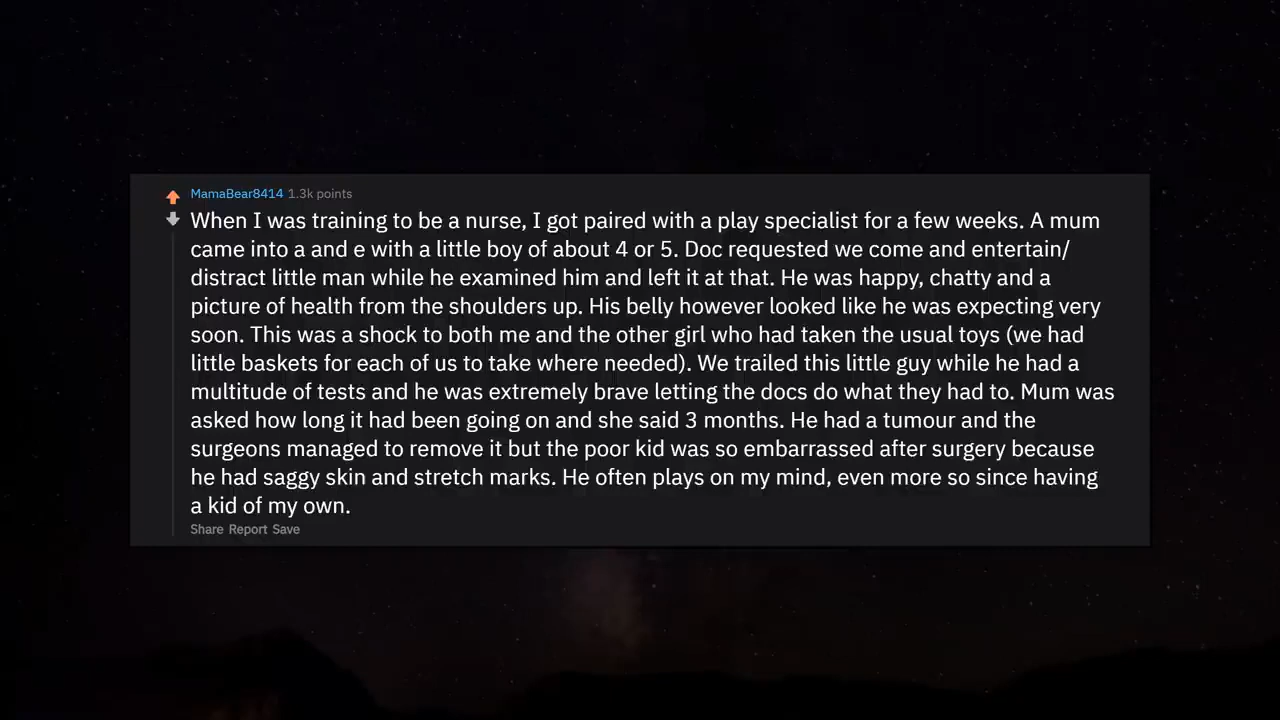 MamaBear8414 1.3k points
When I was training to be a nurse, I got paired with a play specialist for a few weeks. A mum
came into a and e with a little boy of about 4 or 5. Doc requested we come and entertain/
distract little man while he examined him and left it at that. He was happy, chatty and a
picture of health from the shoulders up. His belly however looked like he was expecting very
soon. This was a shock to both me and the other girl who had taken the usual toys (we had
little baskets for each of us to take where needed). We trailed this little guy while he had a
multitude of tests and he was extremely brave letting the docs do what they had to. Mum was
asked how long it had been going on and she said 3 months. He had a tumour and the
surgeons managed to remove it but the poor kid was so embarrassed after surgery because
he had saggy skin and stretch marks. He often plays on my mind, even more so since having
a kid of my own.
Share Report Save